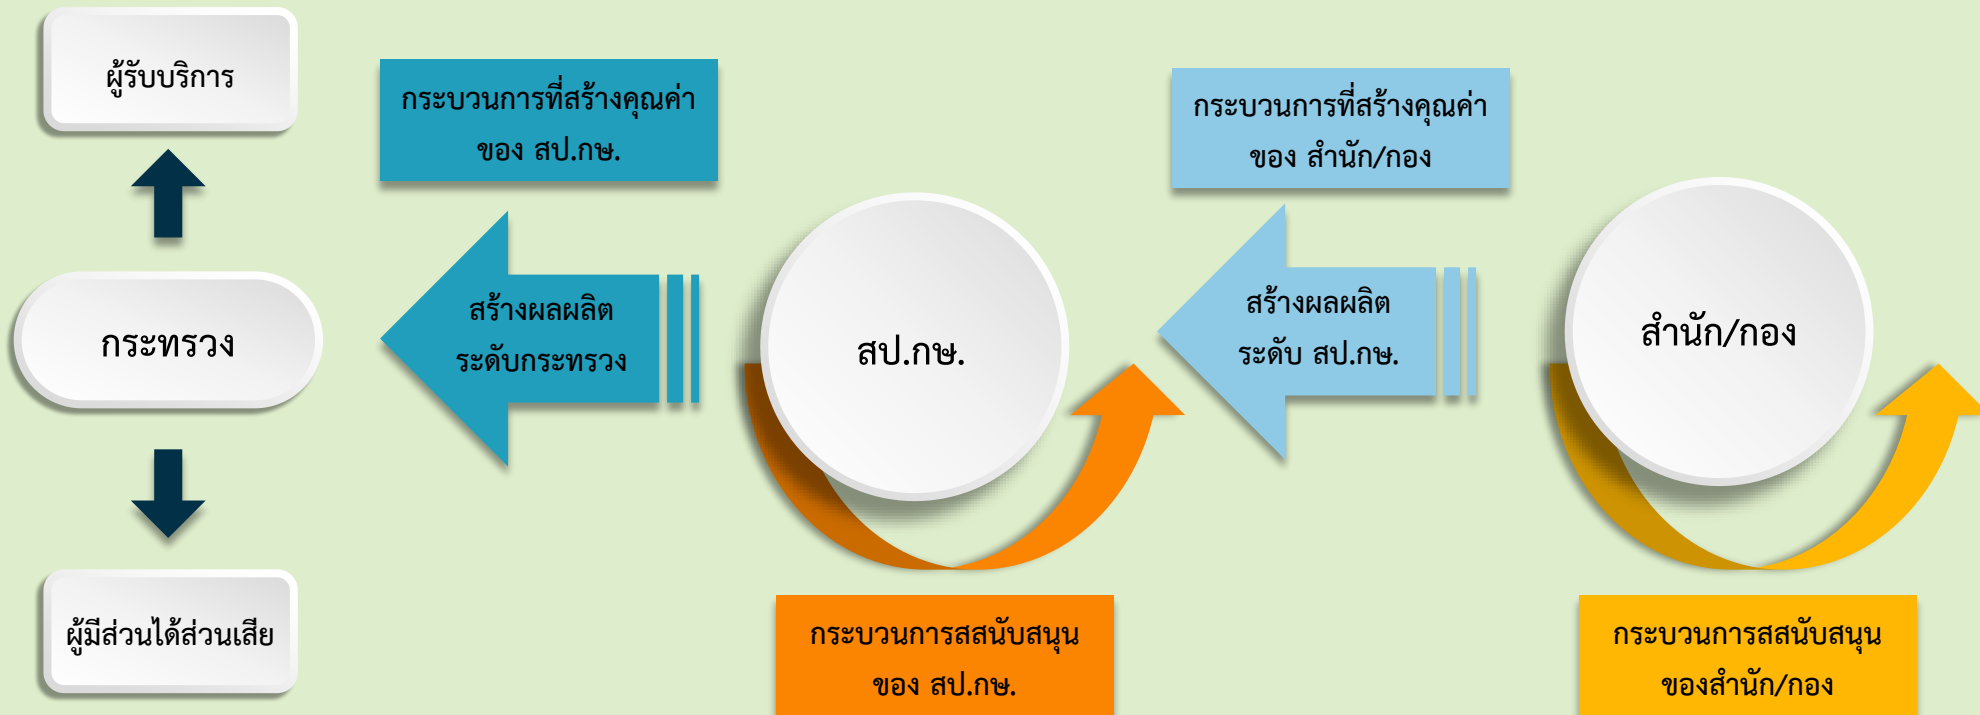 ผู้รับบริการ
กระทรวง
ผู้มีส่วนได้ส่วนเสีย
กระบวนการที่สร้างคุณค่า
ของ สป.กษ.
สร้างผลผลิต
ระดับกระทรวง
สป.กษ.
กระบวนการสสนับสนุน
ของ สป.กษ.
กระบวนการที่สร้างคุณค่า
ของ สำนัก/กอง
สร้างผลผลิต
ระดับ สป.กษ.
สำนัก/กอง
กระบวนการสสนับสนุน
ของสำนัก/กอง